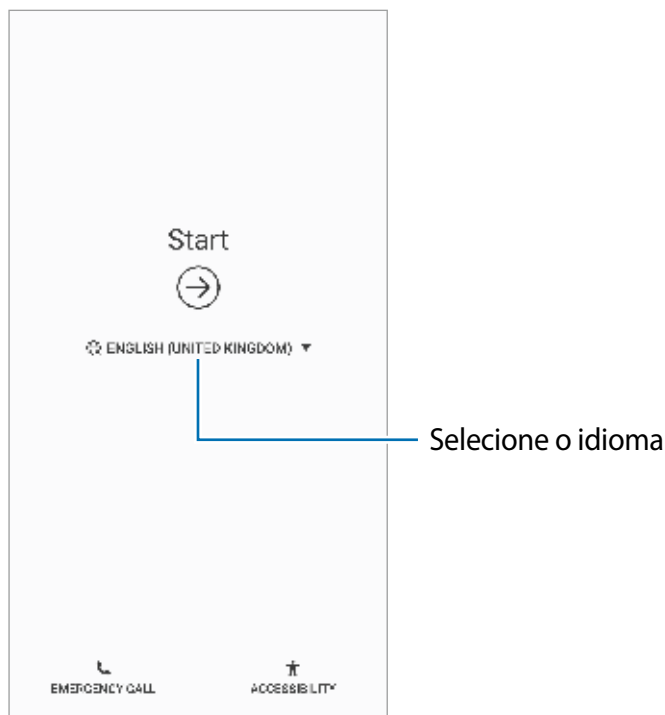 Start
ENGLISH (UNITED KINGDOM)
Selecione o idioma
EMERGENCY CALL
ACCESSIBILITY